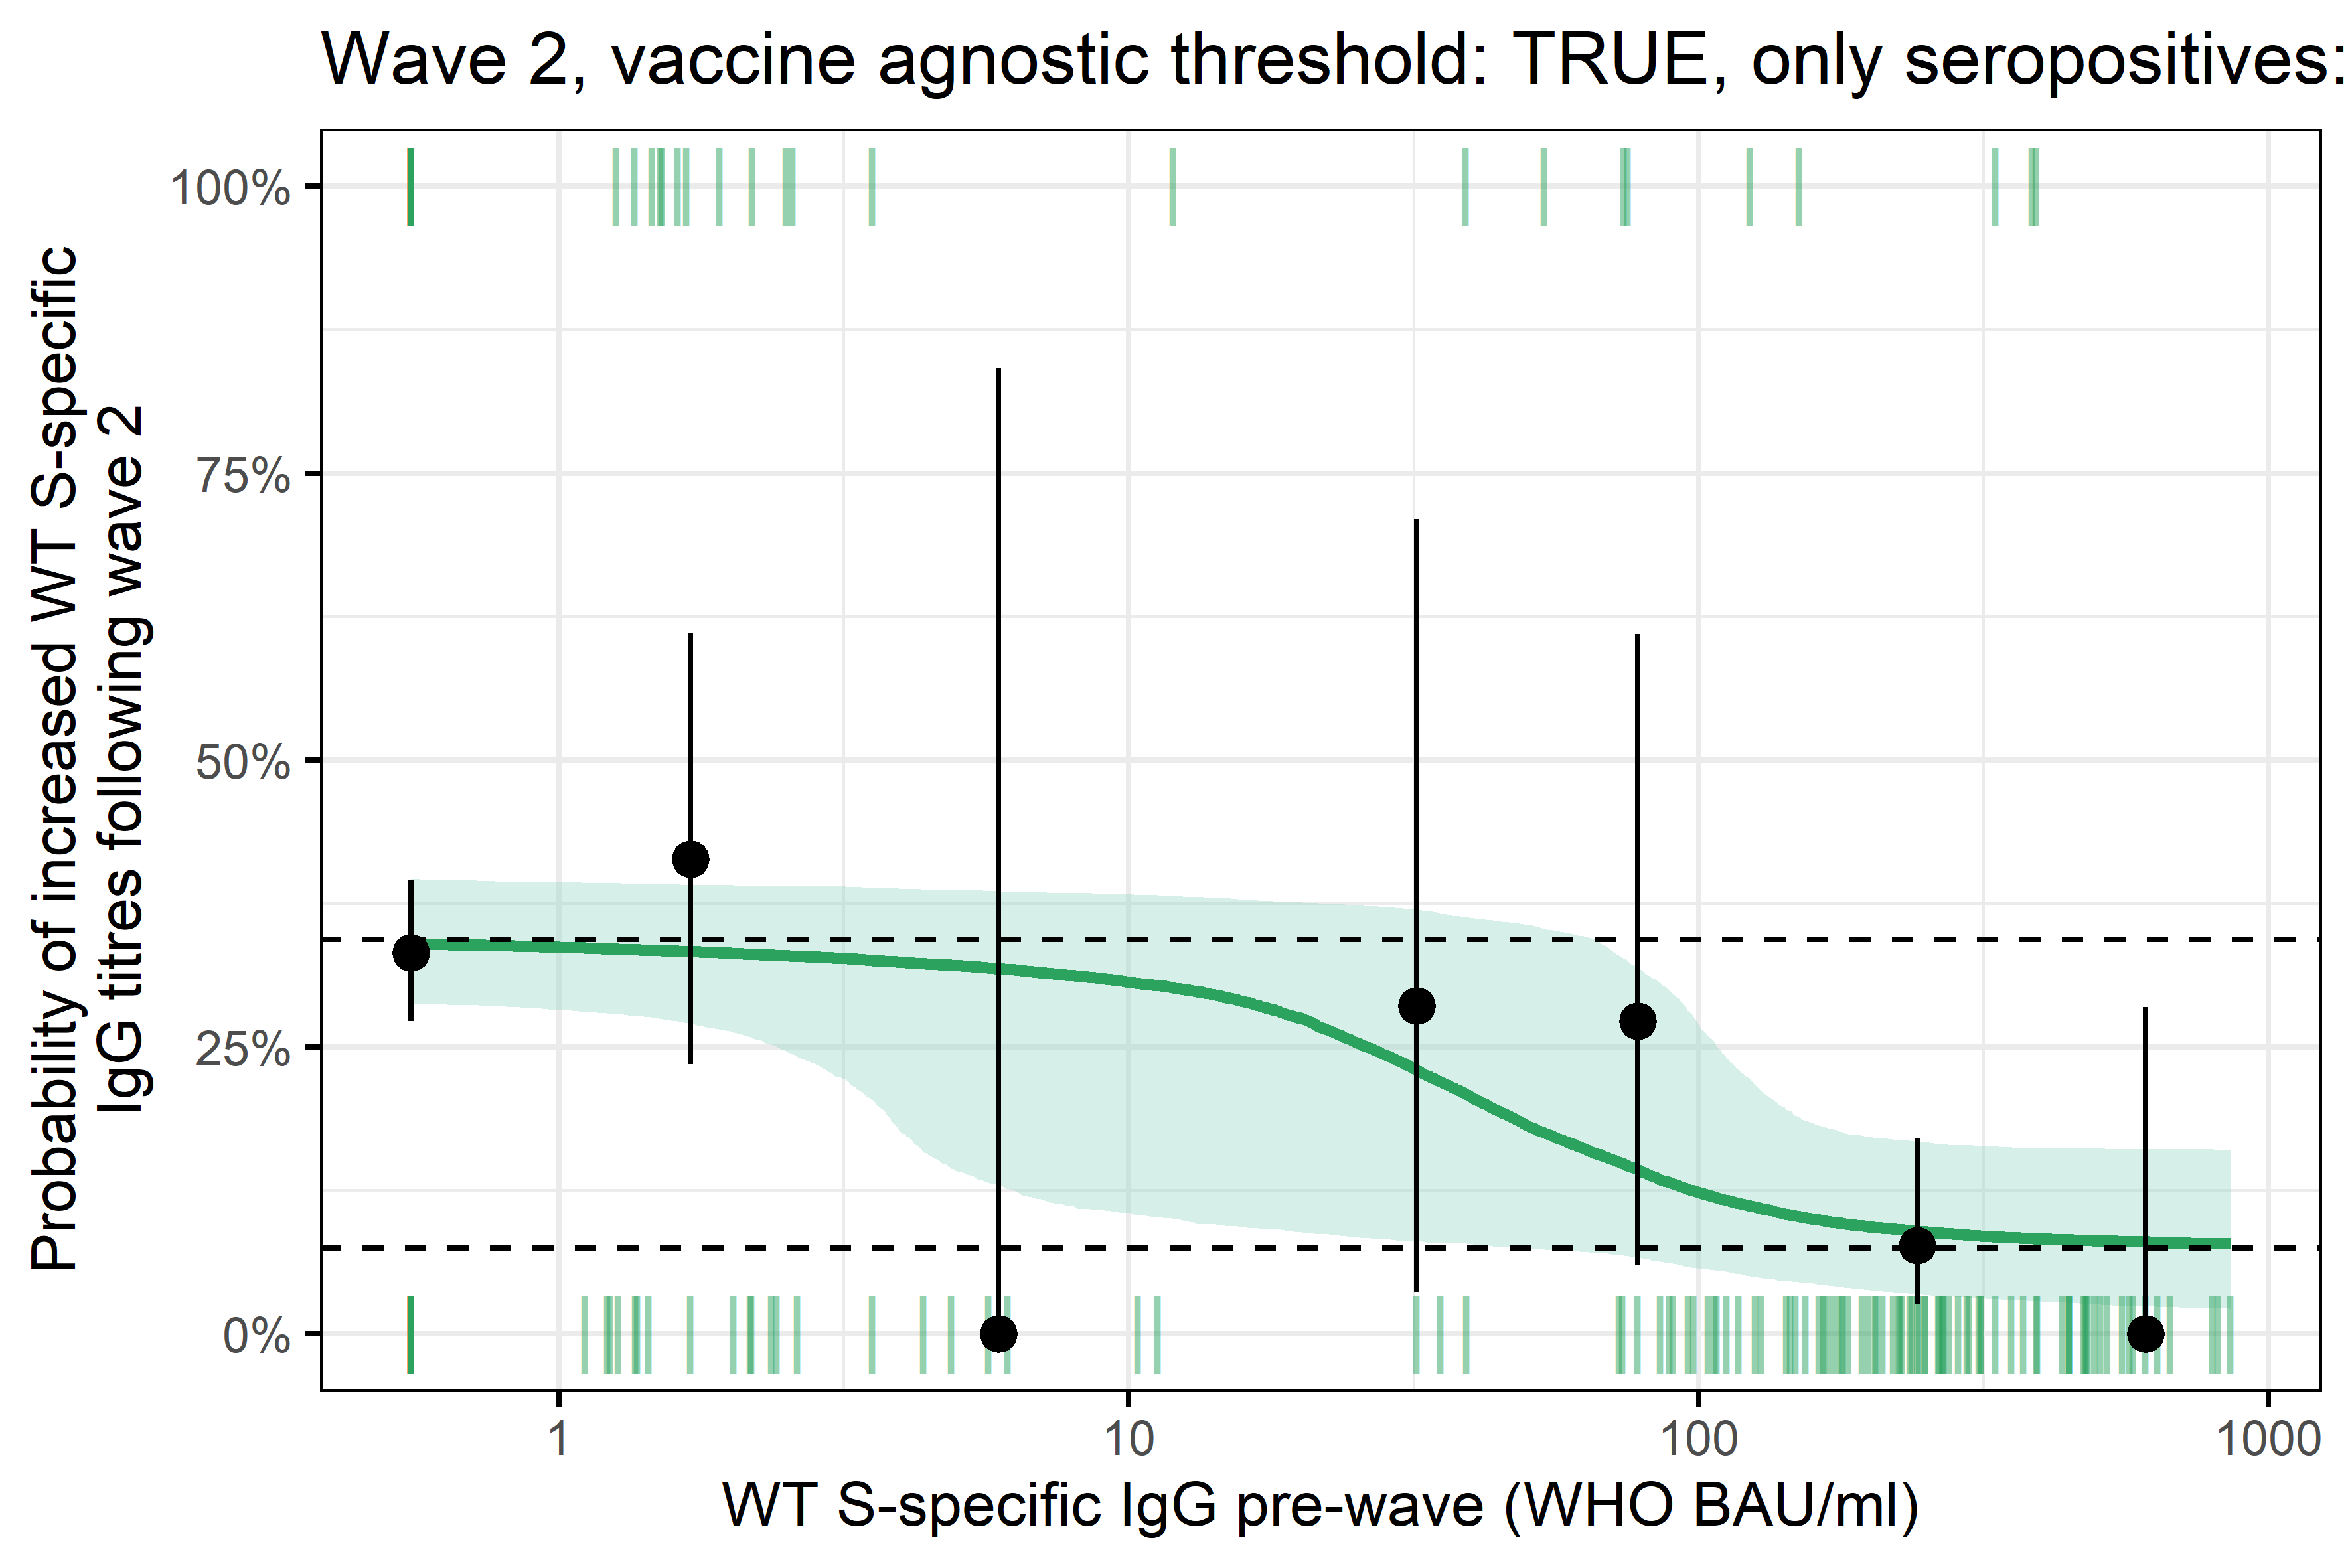 Wave 2, vaccine agnostic threshold: TRUE, only seropositives:
Probability of increased WT S-specific
IgG titres following wave 2
100%
75%
50%
25%
0%
1
10
100
1000
WT S-specific IgG pre-wave (WHO BAU/ml)